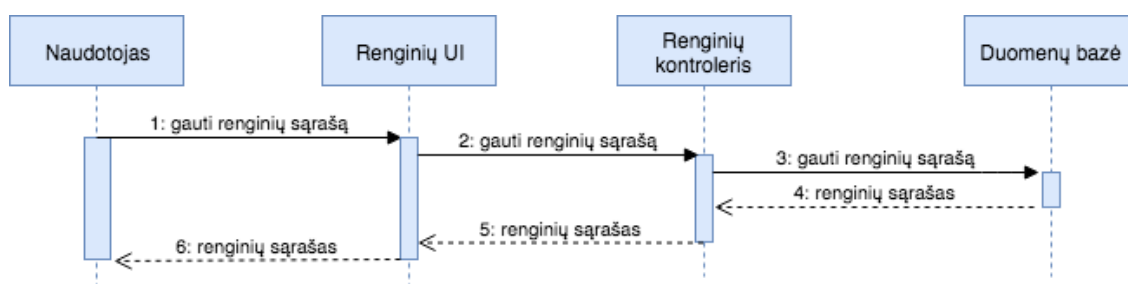 Naudotojas
Renginių UI
Renginių
kontroleris
Duomenų bazė
1: gauti renginių sąrašą
2: gauti renginių sąrašą
3: gauti renginių sąrašą
4: renginių sąrašas
5: renginių sąrašas
6: renginių sąrašas